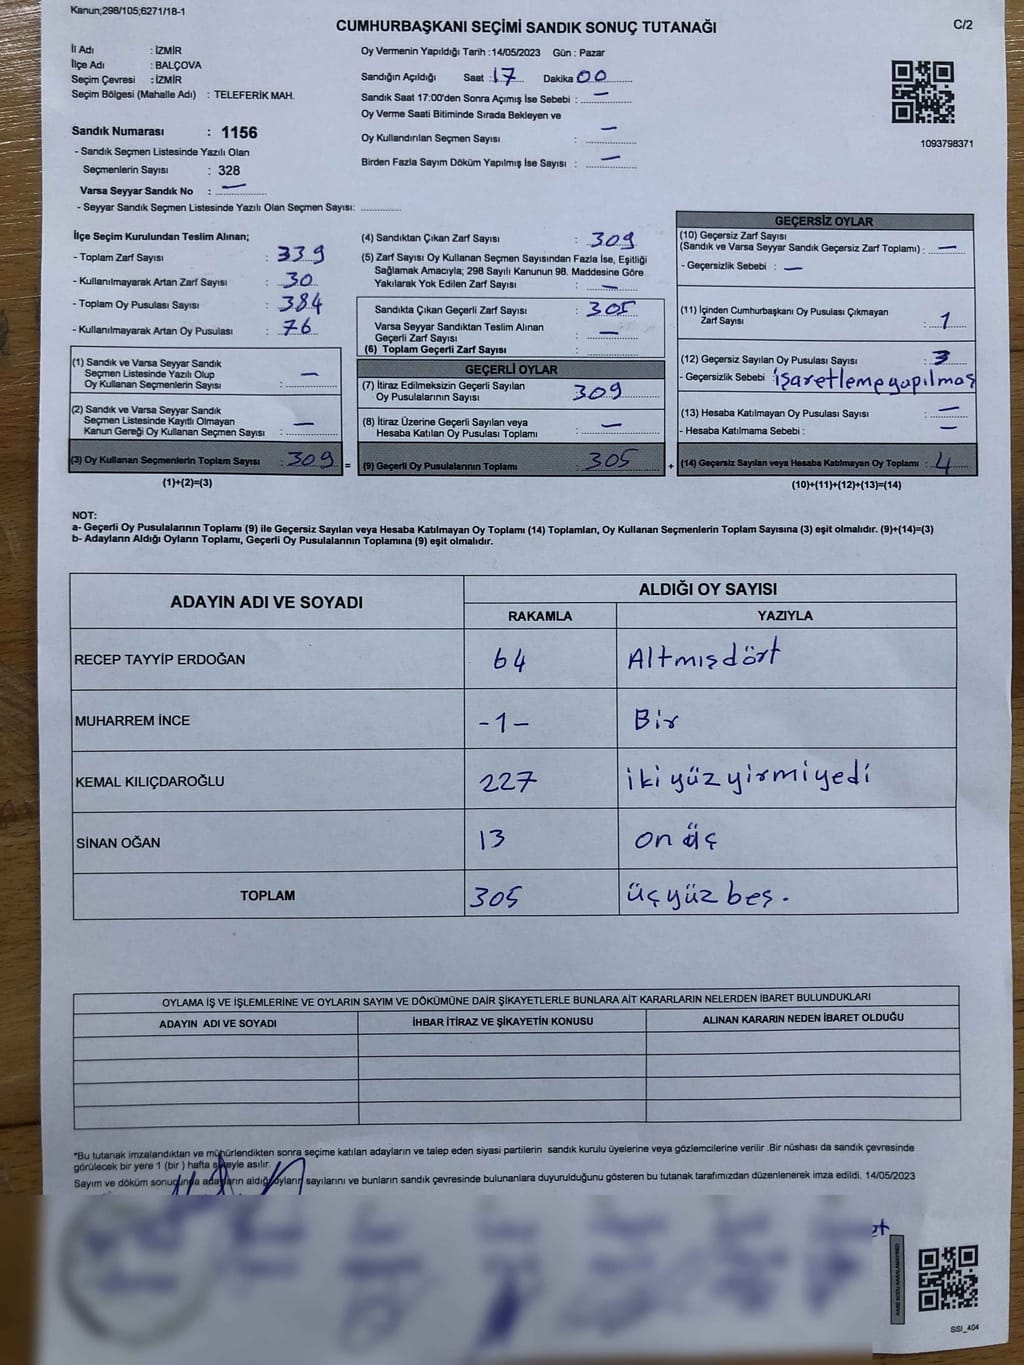 Kanun;298/105;6271/18-1
CUMHURBAŞKANI SEÇİMİ SANDIK SONUÇ TUTANAĞI
C/2
İl Adı : İZMİR
İlçe Adı : BALÇOVA
Seçim Çevresi : İZMİR
Seçim Bölgesi (Mahalle Adı) : TELEFERİK MAH.
Sandık Numarası : 1156
- Sandık Seçmen Listesinde Yazılı Olan
Seçmenlerin Sayısı : 328
Varsa Seyyar Sandık No : —
- Seyyar Sandık Seçmen Listesinde Yazılı Olan Seçmen Sayısı: ............
Oy Vermenin Yapıldığı Tarih :14/05/2023 Gün : Pazar
Sandığın Açıldığı Saat : 17 Dakika 00
Sandık Saat 17:00'den Sonra Açımış İse Sebebi : —
Oy Verme Saati Bitiminde Sırada Bekleyen ve
Oy Kullandırılan Seçmen Sayısı : —
Birden Fazla Sayım Döküm Yapılmış İse Sayısı : —
1093798371
İlçe Seçim Kurulundan Teslim Alınan;
- Toplam Zarf Sayısı : 339
- Kullanılmayarak Artan Zarf Sayısı : 30
- Toplam Oy Pusulası Sayısı : 384
- Kullanılmayarak Artan Oy Pusulası : 76
(1) Sandık ve Varsa Seyyar Sandık
Seçmen Listesinde Yazılı Olup
Oy Kullanan Seçmenlerin Sayısı : —
(2) Sandık ve Varsa Seyyar Sandık
Seçmen Listesinde Kayıtlı Olmayan
Kanun Gereği Oy Kullanan Seçmen Sayısı : —
(3) Oy Kullanan Seçmenlerin Toplam Sayısı : 309 =
(1)+(2)=(3)
(4) Sandıktan Çıkan Zarf Sayısı : 309
(5) Zarf Sayısı Oy Kullanan Seçmen Sayısından Fazla İse, Eşitliği
Sağlamak Amacıyla; 298 Sayılı Kanunun 98. Maddesine Göre
Yakılarak Yok Edilen Zarf Sayısı : —
Sandıkta Çıkan Geçerli Zarf Sayısı : 305
Varsa Seyyar Sandıktan Teslim Alınan
Geçerli Zarf Sayısı : —
(6) Toplam Geçerli Zarf Sayısı :
GEÇERLİ OYLAR
(7) İtiraz Edilmeksizin Geçerli Sayılan
Oy Pusulalarının Sayısı : 309
(8) İtiraz Üzerine Geçerli Sayılan veya
Hesaba Katılan Oy Pusulası Toplamı : —
(9) Geçerli Oy Pusulalarının Toplamı : 305 +
GEÇERSİZ OYLAR
(10) Geçersiz Zarf Sayısı
(Sandık ve Varsa Seyyar Sandık Geçersiz Zarf Toplamı) : —
- Geçersizlik Sebebi : —
(11) İçinden Cumhurbaşkanı Oy Pusulası Çıkmayan
Zarf Sayısı : 1
(12) Geçersiz Sayılan Oy Pusulası Sayısı : 3
- Geçersizlik Sebebi : işaretleme yapılmaş
(13) Hesaba Katılmayan Oy Pusulası Sayısı : —
- Hesaba Katılmama Sebebi : —
(14) Geçersiz Sayılan veya Hesaba Katılmayan Oy Toplamı : 4
(10)+(11)+(12)+(13)=(14)
NOT:
a- Geçerli Oy Pusulalarının Toplamı (9) ile Geçersiz Sayılan veya Hesaba Katılmayan Oy Toplamı (14) Toplamları, Oy Kullanan Seçmenlerin Toplam Sayısına (3) eşit olmalıdır. (9)+(14)=(3)
b- Adayların Aldığı Oyların Toplamı, Geçerli Oy Pusulalarının Toplamına (9) eşit olmalıdır.
ADAYIN ADI VE SOYADI
ALDIĞI OY SAYISI
RAKAMLA YAZIYLA
RECEP TAYYİP ERDOĞAN 64 Altmışdört
MUHARREM İNCE -1- Bir
KEMAL KILIÇDAROĞLU 227 ikiyüzyirmiyedi
SİNAN OĞAN 13 on üç
TOPLAM 305 üçyüz beş.
OYLAMA İŞ VE İŞLEMLERİNE VE OYLARIN SAYIM VE DÖKÜMÜNE DAİR ŞİKAYETLERLE BUNLARA AİT KARARLARIN NELERDEN İBARET BULUNDUKLARI
ADAYIN ADI VE SOYADI İHBAR İTİRAZ VE ŞİKAYETİN KONUSU ALINAN KARARIN NEDEN İBARET OLDUĞU
*Bu tutanak imzalandıktan ve mühürlendikten sonra seçime katılan adayların ve talep eden siyasi partilerin sandık kurulu üyelerine veya gözlemcilerine verilir .Bir nüshası da sandık çevresinde
görülecek bir yere 1 (bir ) hafta süreyle asılır.
Sayım ve döküm sonucunda adayların aldığı oyların sayılarını ve bunların sandık çevresinde bulunanlara duyurulduğunu gösteren bu tutanak tarafımızdan düzenlenerek imza edildi. 14/05/2023
SSI_404